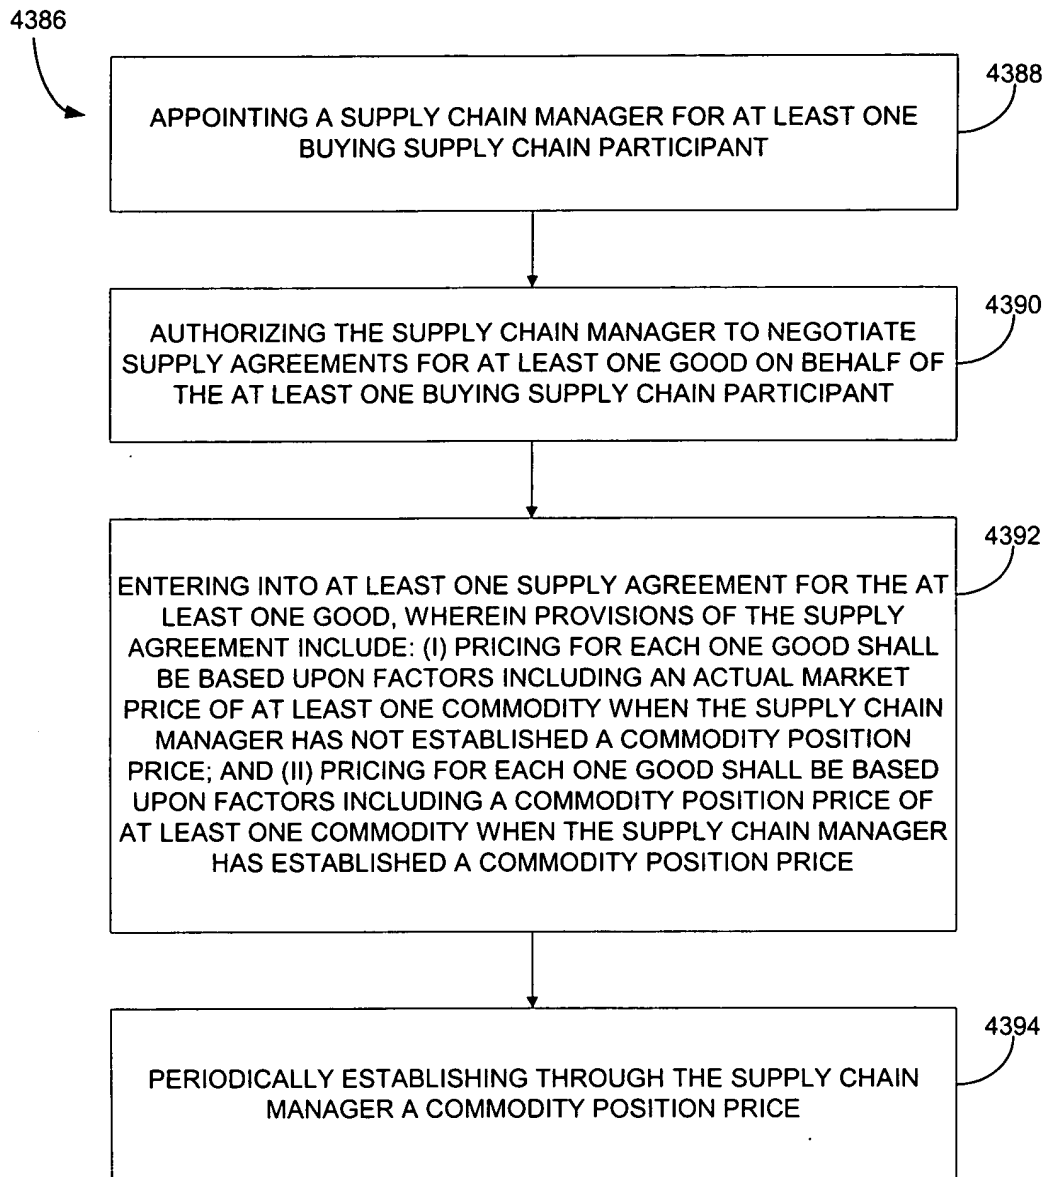 4386
4388
APPOINTING A SUPPLY CHAIN MANAGER FOR AT LEAST ONE
BUYING SUPPLY CHAIN PARTICIPANT
4390
AUTHORIZING THE SUPPLY CHAIN MANAGER TO NEGOTIATE
SUPPLY AGREEMENTS FOR AT LEAST ONE GOOD ON BEHALF OF
THE AT LEAST ONE BUYING SUPPLY CHAIN PARTICIPANT
4392
ENTERING INTO AT LEAST ONE SUPPLY AGREEMENT FOR THE AT
LEAST ONE GOOD, WHEREIN PROVISIONS OF THE SUPPLY
AGREEMENT INCLUDE: (I) PRICING FOR EACH ONE GOOD SHALL
BE BASED UPON FACTORS INCLUDING AN ACTUAL MARKET
PRICE OF AT LEAST ONE COMMODITY WHEN THE SUPPLY CHAIN
MANAGER HAS NOT ESTABLISHED A COMMODITY POSITION
PRICE; AND (II) PRICING FOR EACH ONE GOOD SHALL BE BASED
UPON FACTORS INCLUDING A COMMODITY POSITION PRICE OF
AT LEAST ONE COMMODITY WHEN THE SUPPLY CHAIN MANAGER
HAS ESTABLISHED A COMMODITY POSITION PRICE
4394
PERIODICALLY ESTABLISHING THROUGH THE SUPPLY CHAIN
MANAGER A COMMODITY POSITION PRICE